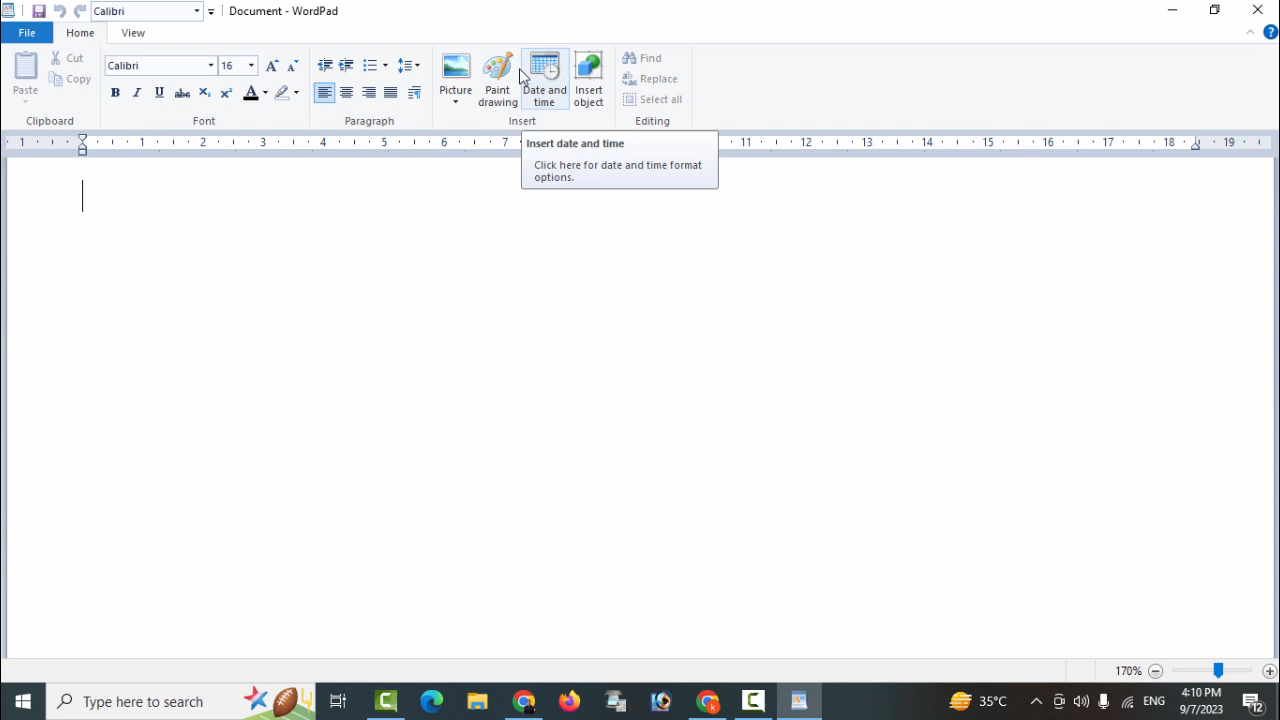 Calibri
Document - WordPad
File
Home
View
?
Paste
Cut
Copy
Clipboard
Calibri
16
B I U abc X₂ X² A
Font
Paragraph
Picture
Paint drawing
Date and time
Insert object
Insert
Find
Replace
Select all
Editing
1 1 2 3 4 5 6 7 11 12 13 14 15 16 17 18 19
Insert date and time
Click here for date and time format
options.
170%
Type here to search
35°C
ENG
4:10 PM
9/7/2023
12